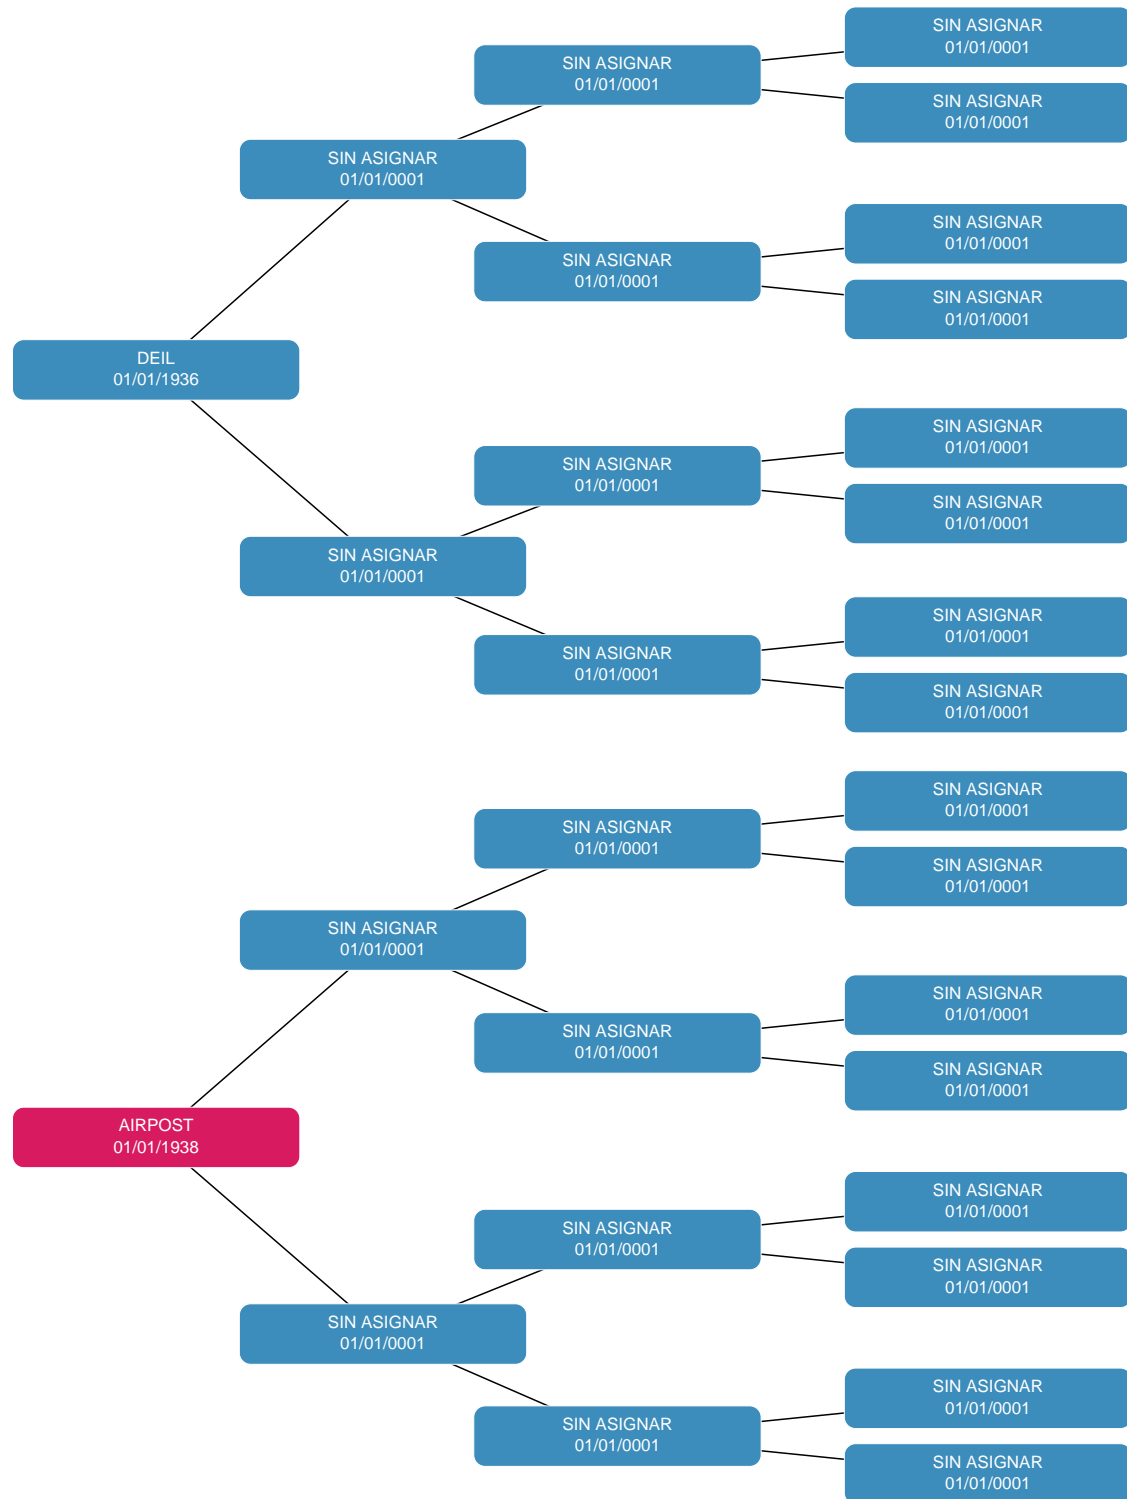 SIN ASIGNAR
01/01/0001
SIN ASIGNAR
01/01/0001
SIN ASIGNAR
01/01/0001
SIN ASIGNAR
01/01/0001
SIN ASIGNAR
01/01/0001
SIN ASIGNAR
01/01/0001
SIN ASIGNAR
01/01/0001
DEIL
01/01/1936
SIN ASIGNAR
01/01/0001
SIN ASIGNAR
01/01/0001
SIN ASIGNAR
01/01/0001
SIN ASIGNAR
01/01/0001
SIN ASIGNAR
01/01/0001
SIN ASIGNAR
01/01/0001
SIN ASIGNAR
01/01/0001
SIN ASIGNAR
01/01/0001
SIN ASIGNAR
01/01/0001
SIN ASIGNAR
01/01/0001
SIN ASIGNAR
01/01/0001
SIN ASIGNAR
01/01/0001
SIN ASIGNAR
01/01/0001
SIN ASIGNAR
01/01/0001
AIRPOST
01/01/1938
SIN ASIGNAR
01/01/0001
SIN ASIGNAR
01/01/0001
SIN ASIGNAR
01/01/0001
SIN ASIGNAR
01/01/0001
SIN ASIGNAR
01/01/0001
SIN ASIGNAR
01/01/0001
SIN ASIGNAR
01/01/0001